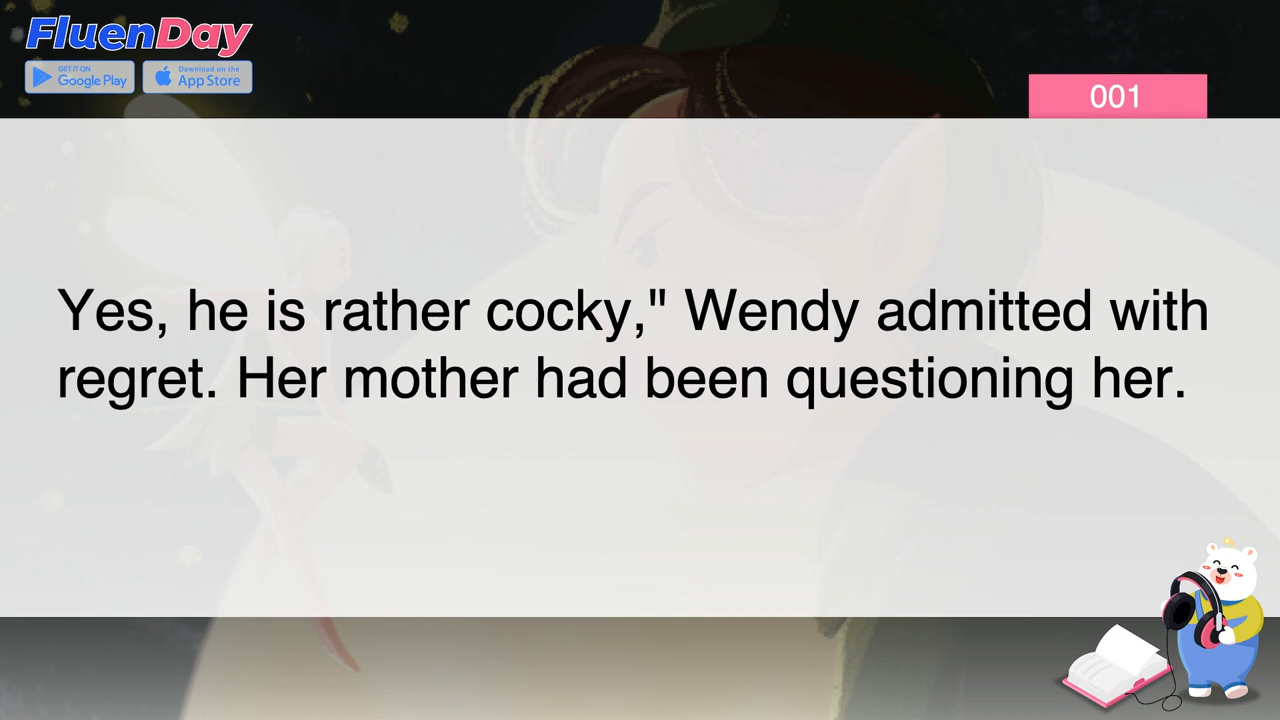 FluenDay
GET IT ON
Google Play
Download on the
App Store
001
Yes, he is rather cocky," Wendy admitted with
regret. Her mother had been questioning her.